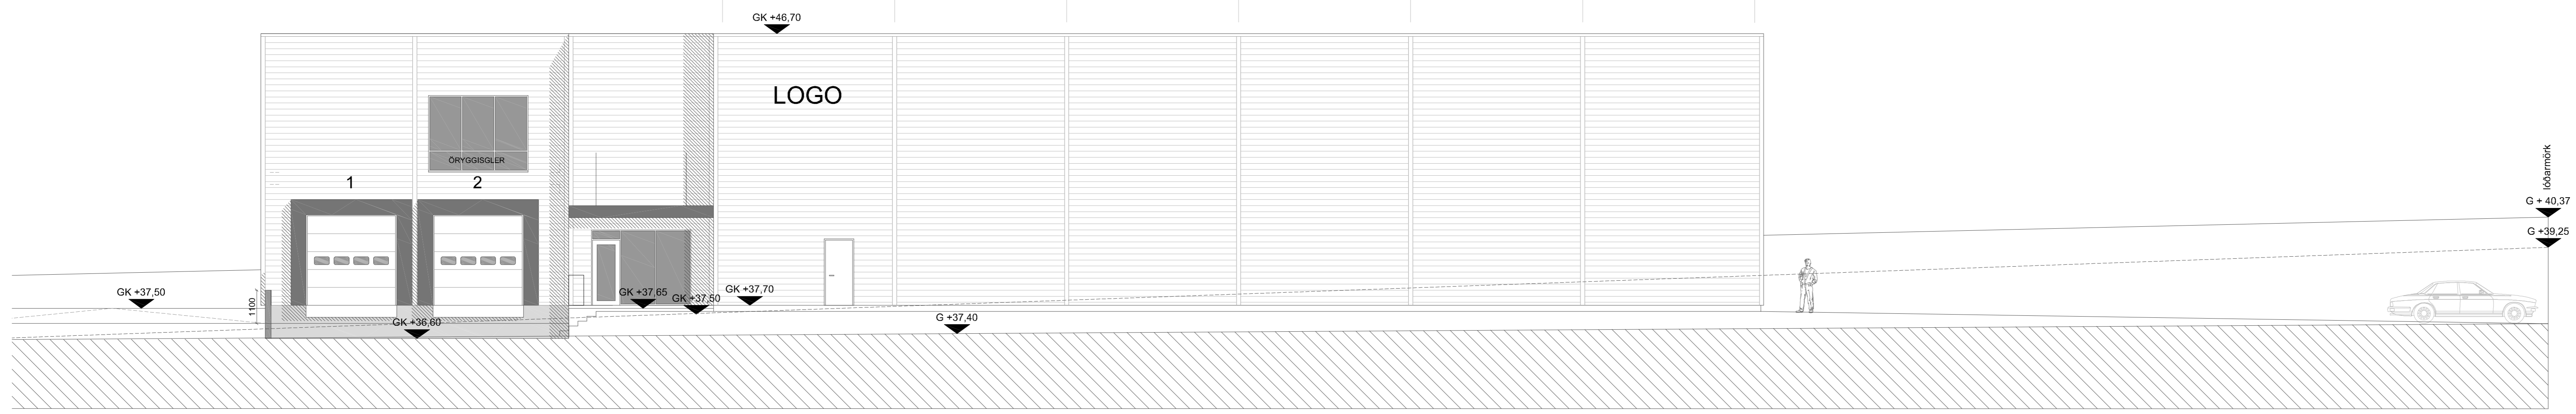 GK +46,70
LOGO
ÖRYGGISGLER
1
2
lóðarmörk
G + 40,37
G +39,25
GK +37,50
1100
GK +37,65
GK +37,50
GK +37,70
GK +36,60
G +37,40